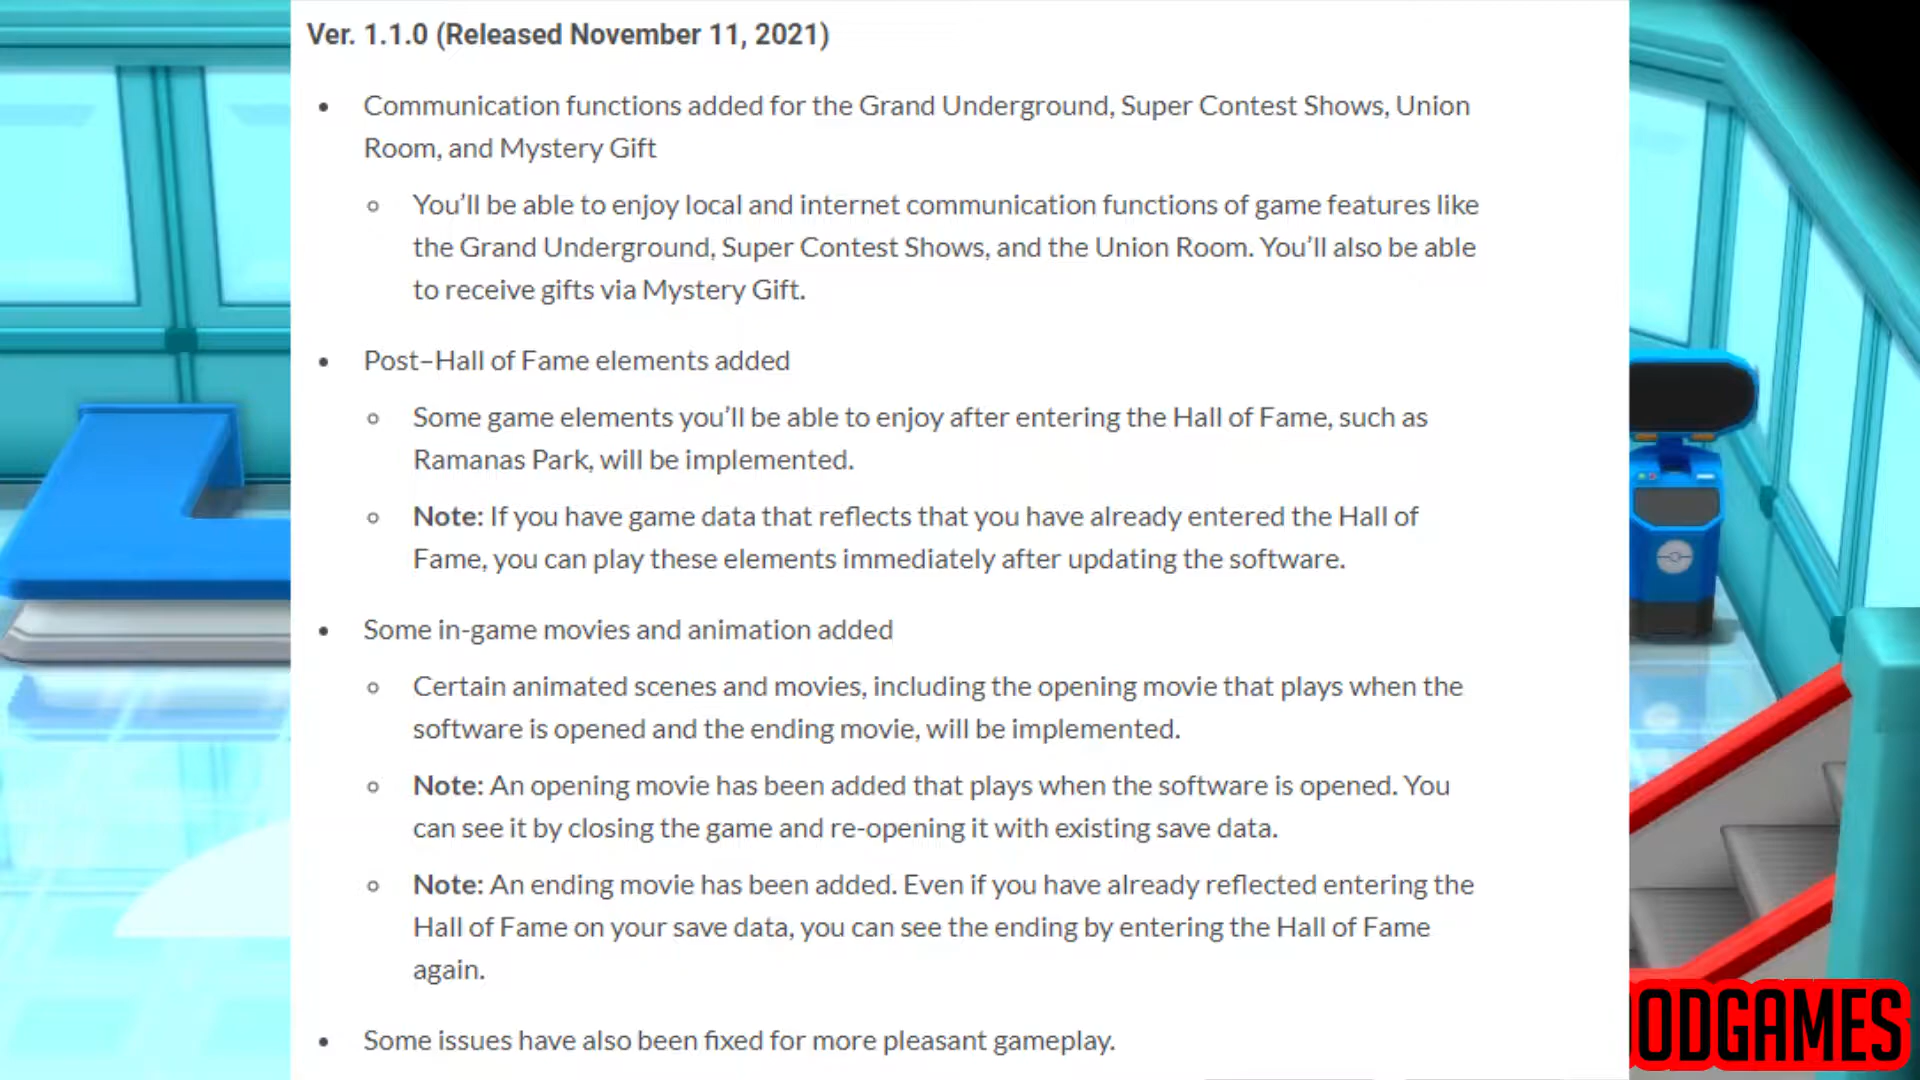 Ver. 1.1.0 (Released November 11, 2021)
Communication functions added for the Grand Underground, Super Contest Shows, Union
Room, and Mystery Gift
You’ll be able to enjoy local and internet communication functions of game features like
the Grand Underground, Super Contest Shows, and the Union Room. You’ll also be able
to receive gifts via Mystery Gift.
Post–Hall of Fame elements added
Some game elements you’ll be able to enjoy after entering the Hall of Fame, such as
Ramanas Park, will be implemented.
Note: If you have game data that reflects that you have already entered the Hall of
Fame, you can play these elements immediately after updating the software.
Some in-game movies and animation added
Certain animated scenes and movies, including the opening movie that plays when the
software is opened and the ending movie, will be implemented.
Note: An opening movie has been added that plays when the software is opened. You
can see it by closing the game and re-opening it with existing save data.
Note: An ending movie has been added. Even if you have already reflected entering the
Hall of Fame on your save data, you can see the ending by entering the Hall of Fame
again.
Some issues have also been fixed for more pleasant gameplay.
ODGAMES